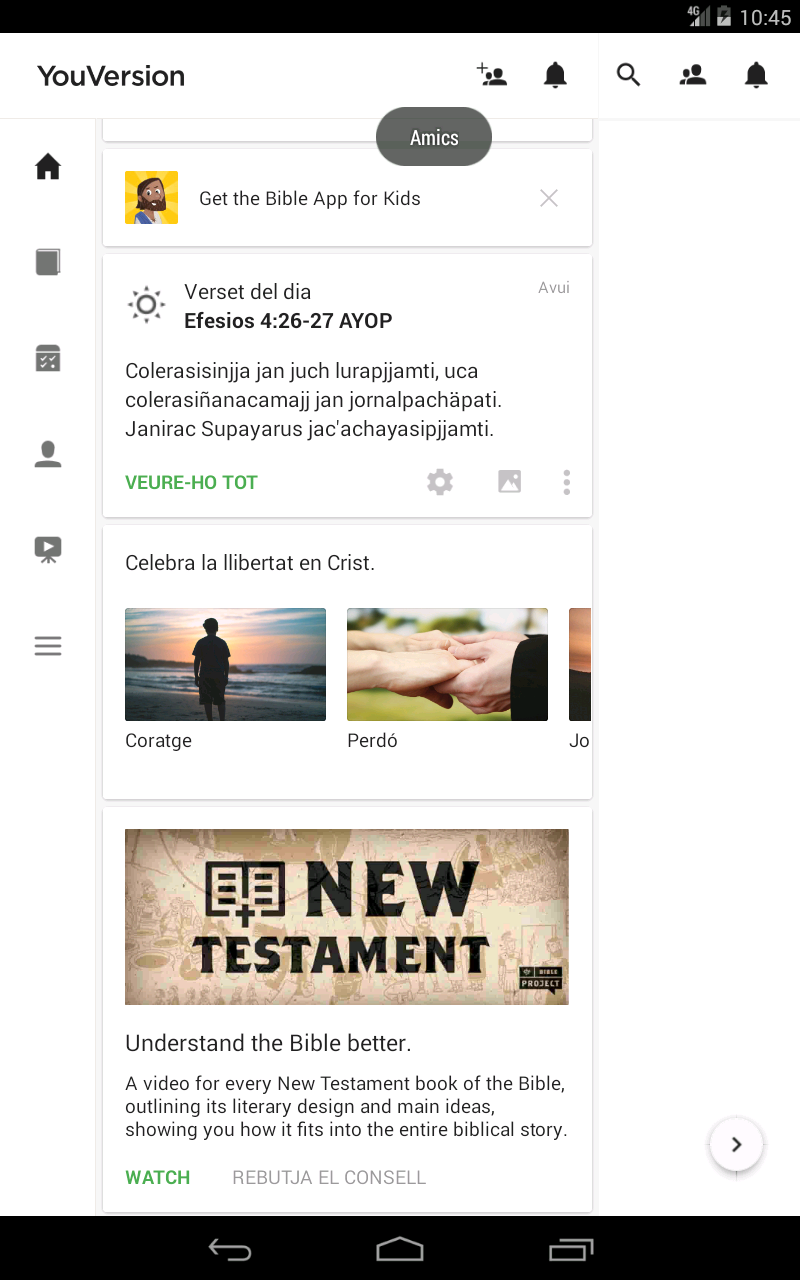 4G 10:45
YouVersion
Amics
Get the Bible App for Kids
Verset del dia
Avui
Efesios 4:26-27 AYOP
Colerasisinjja jan juch lurapjjamti, uca
colerasiñanacamajj jan jornalpachäpati.
Janirac Supayarus jac'achayasipjjamti.
VEURE-HO TOT
Celebra la llibertat en Crist.
Coratge
Perdó
Jo
NEW
TESTAMENT
BIBLE
PROJECT
Understand the Bible better.
A video for every New Testament book of the Bible,
outlining its literary design and main ideas,
showing you how it fits into the entire biblical story.
WATCH
REBUTJA EL CONSELL